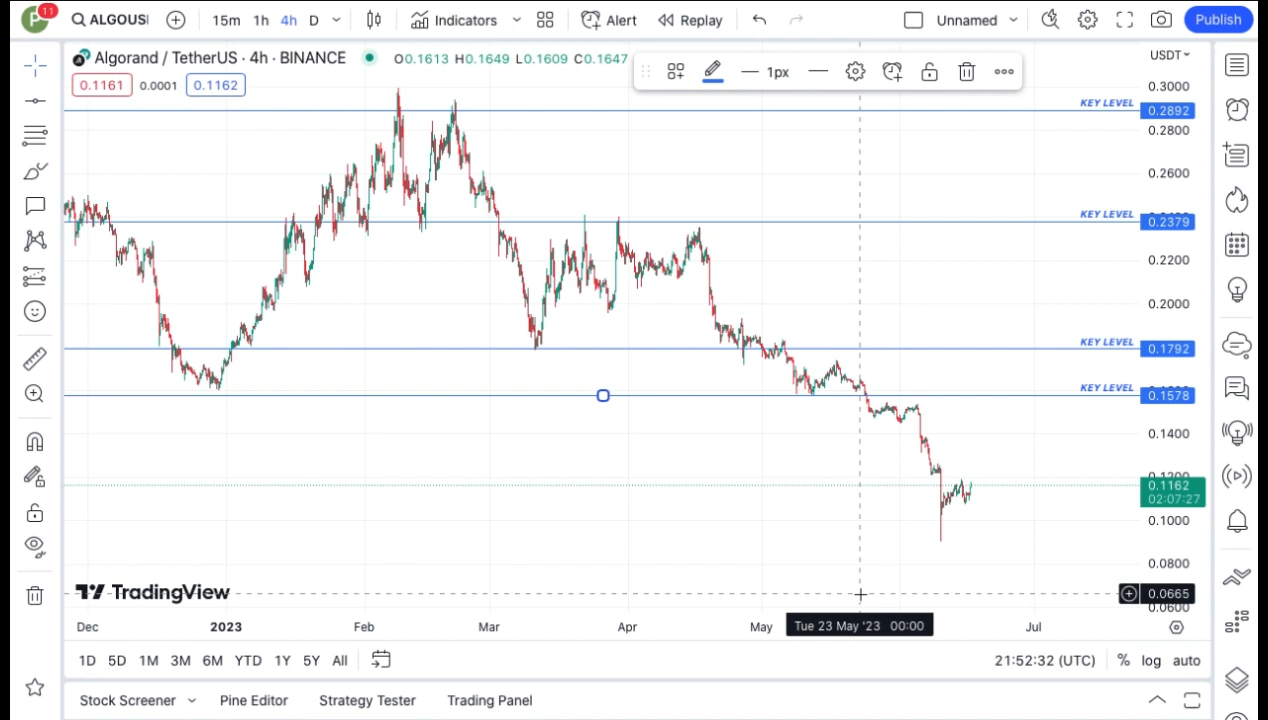 11
P
ALGOUSI
15m 1h 4h D
Indicators
Alert
Replay
Unnamed
Publish
Algorand / TetherUS · 4h · BINANCE
O0.1613 H0.1649 L0.1609 C0.1647
USDT
0.1161 0.0001 0.1162
1px
0.3000
KEY LEVEL 0.2892
0.2800
0.2600
KEY LEVEL 0.2379
0.2200
0.2000
KEY LEVEL 0.1792
KEY LEVEL 0.1578
0.1400
0.1200
0.1162
02:07:27
0.1000
0.0800
TradingView
0.0665
0.0600
Dec 2023 Feb Mar Apr May Tue 23 May '23 00:00 Jul
1D 5D 1M 3M 6M YTD 1Y 5Y All
21:52:32 (UTC) % log auto
Stock Screener Pine Editor Strategy Tester Trading Panel